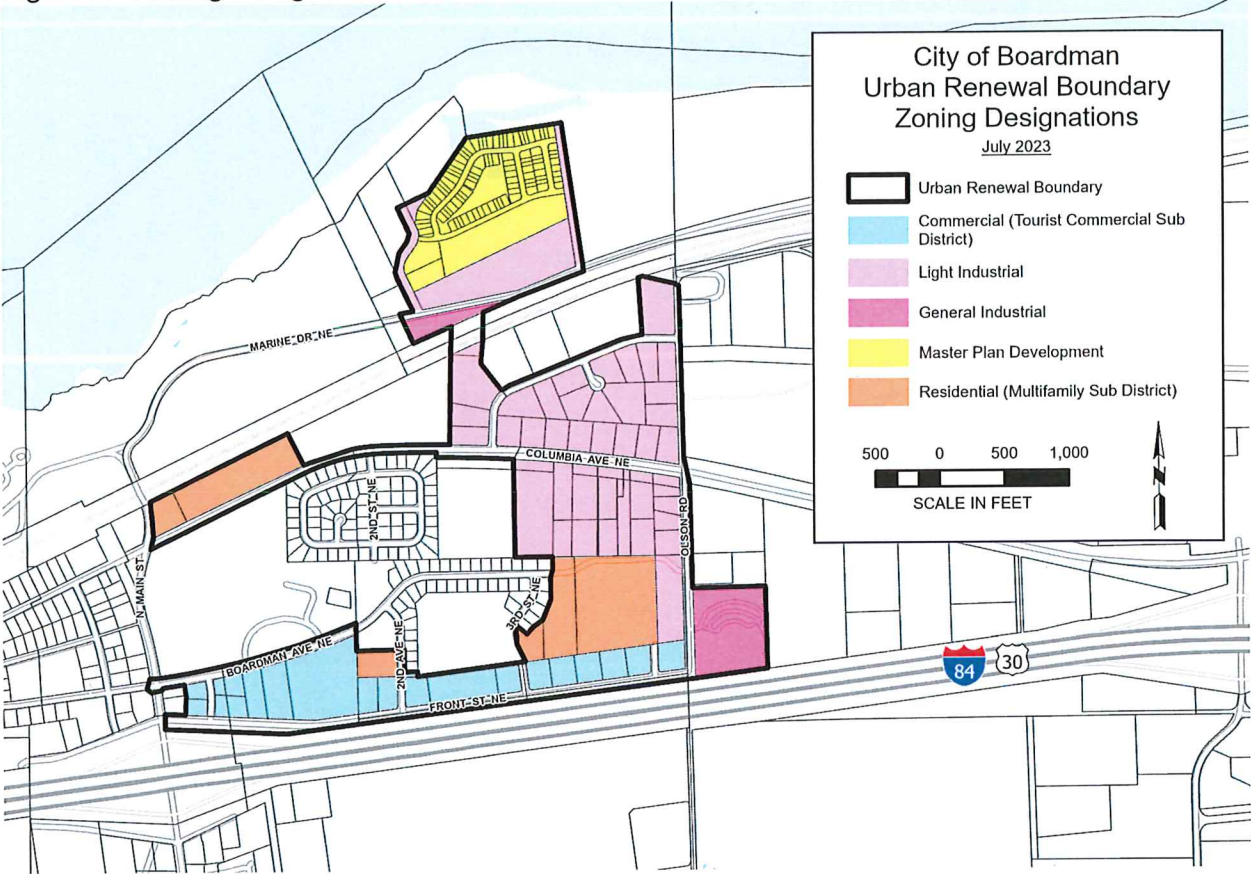 City of Boardman
Urban Renewal Boundary
Zoning Designations
July 2023
Urban Renewal Boundary
Commercial (Tourist Commercial Sub
District)
Light Industrial
General Industrial
Master Plan Development
Residential (Multifamily Sub District)
500 0 500 1,000
SCALE IN FEET
N
MARINE DR NE
COLUMBIA AVE NE
2ND ST NE
OLSON RD
N MAIN ST
3RD ST NE
BOARDMAN AVE NE
2ND AVE NE
FRONT ST NE
84
30